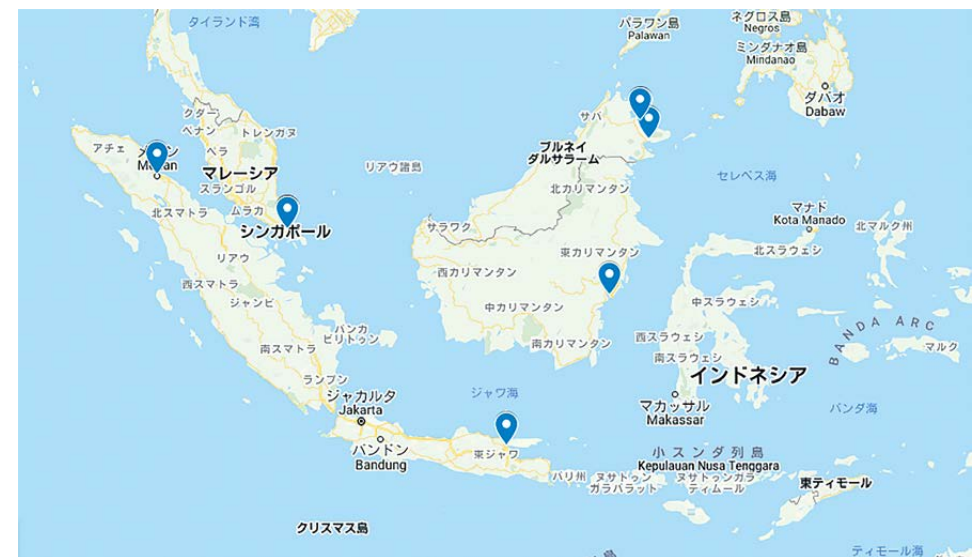 タイランド湾
パラワン島
Palawan
ネグロス島
Negros
ミンダナオ島
Mindanao
ダバオ
Dabaw
クダー
ペナン
トレンガヌ
ペラ
アチェ
マレーシア
スランゴル
ムラカ
シンガポール
北スマトラ
リアウ
西スマトラ
ジャンビ
南スマトラ
バンカ
ビリトゥン
ランプン
リアウ諸島
サバ
ブルネイ
ダルサラーム
北カリマンタン
サラワク
東カリマンタン
西カリマンタン
中カリマンタン
南カリマンタン
セレベス海
マナド
Kota Manado
北マルク州
北スラウェシ
中スラウェシ
西スラウェシ
南スラウェシ
BANDA ARC
マルク
インドネシア
マカッサル
Makassar
バンダ海
ジャワ海
ジャカルタ
Jakarta
バンドン
Bandung
東ジャワ
バリ州
小スンダ列島
Kepulauan Nusa Tenggara
ヌサトゥン
ガラバラット
ヌサトゥンガラ
ティムール
東ティモール
クリスマス島
ティモール海